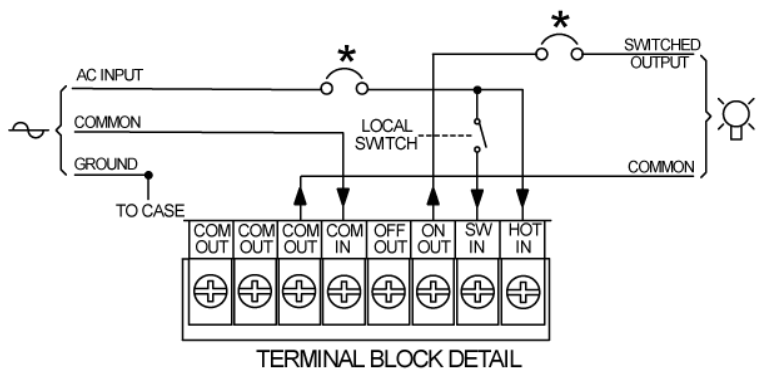 *
*
SWITCHED
OUTPUT
AC INPUT
COMMON
LOCAL
SWITCH
GROUND
COMMON
TO CASE
COM OUT
COM OUT
COM OUT
COM IN
OFF OUT
ON OUT
SW IN
HOT IN
TERMINAL BLOCK DETAIL